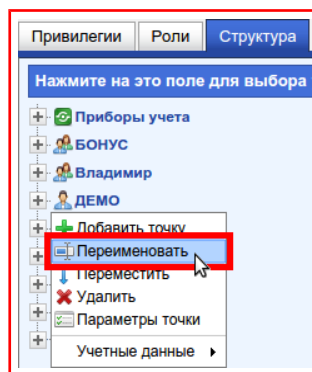 Привилегии Роли Структура
Нажмите на это поле для выбора
Приборы учета
БОНУС
Владимир
ДЕМО
Добавить точку
Переименовать
Переместить
Удалить
Параметры точки
Учетные данные